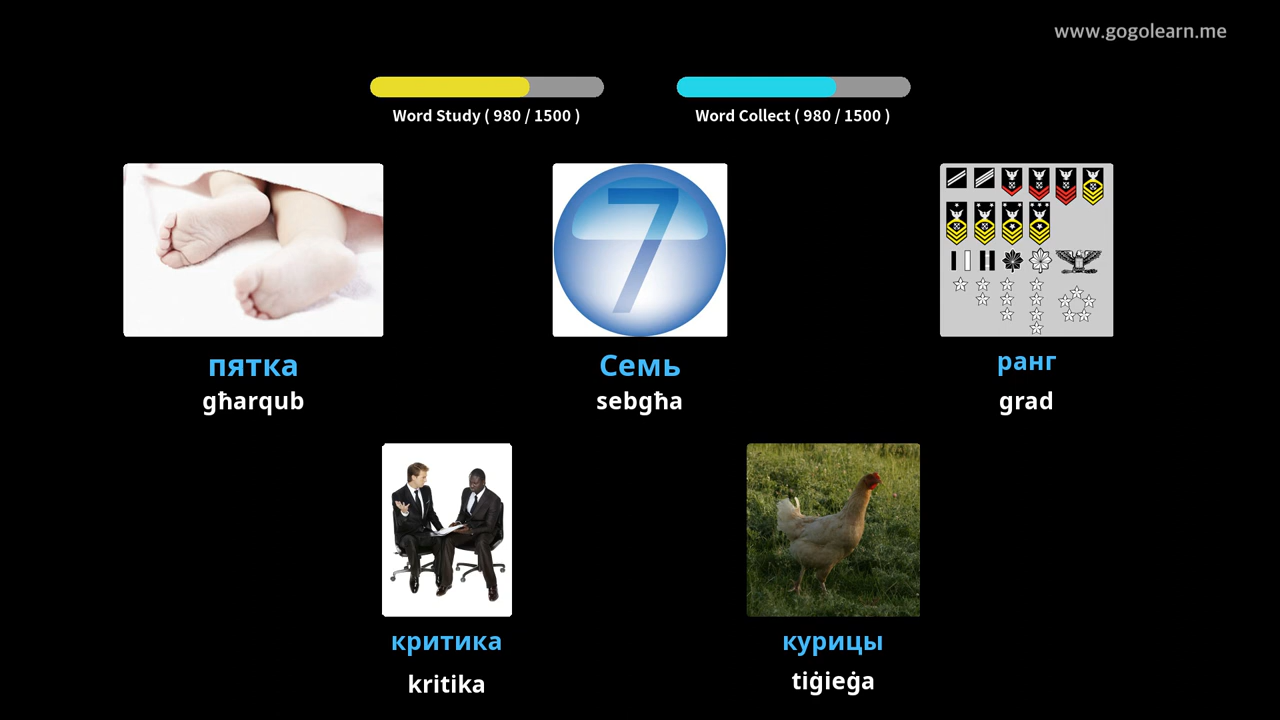 www.gogolearn.me
Word Study ( 980 / 1500 )
Word Collect ( 980 / 1500 )
7
пятка
għarqub
Семь
sebgħa
ранг
grad
критика
kritika
курицы
tiġieġa